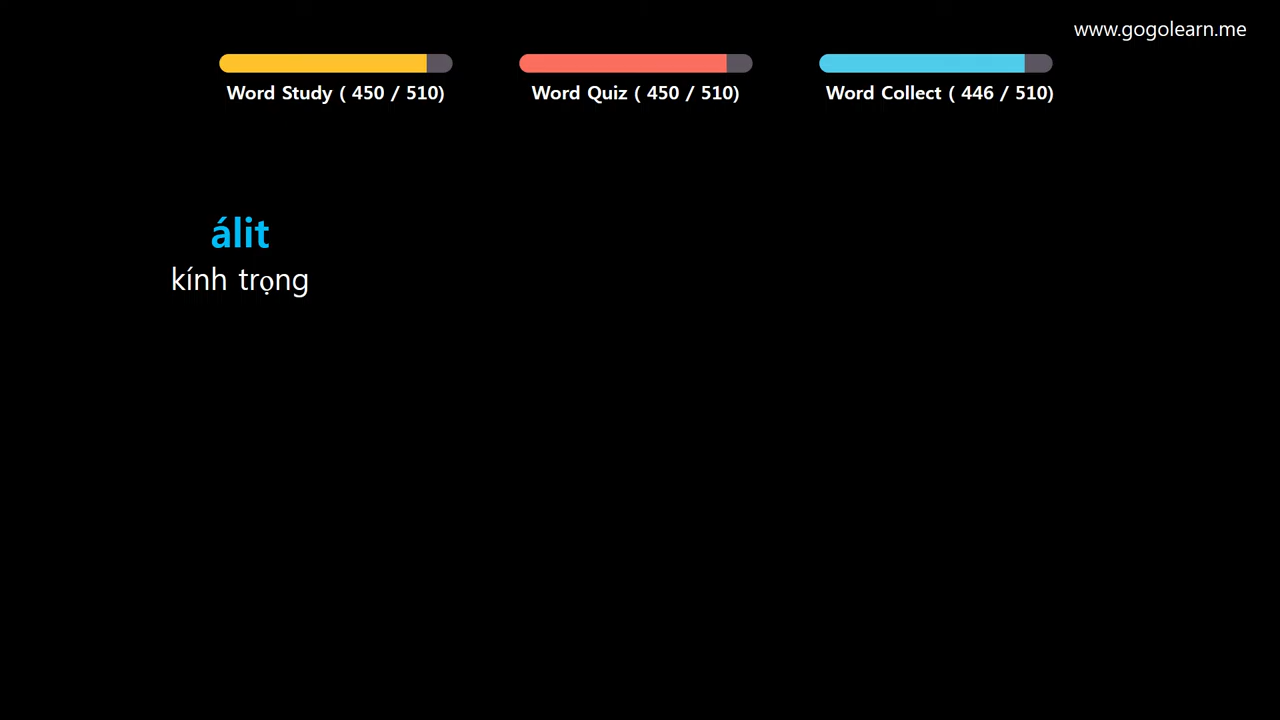 www.gogolearn.me
Word Study ( 450 / 510)
Word Quiz ( 450 / 510)
Word Collect ( 446 / 510)
álit
kính trọng